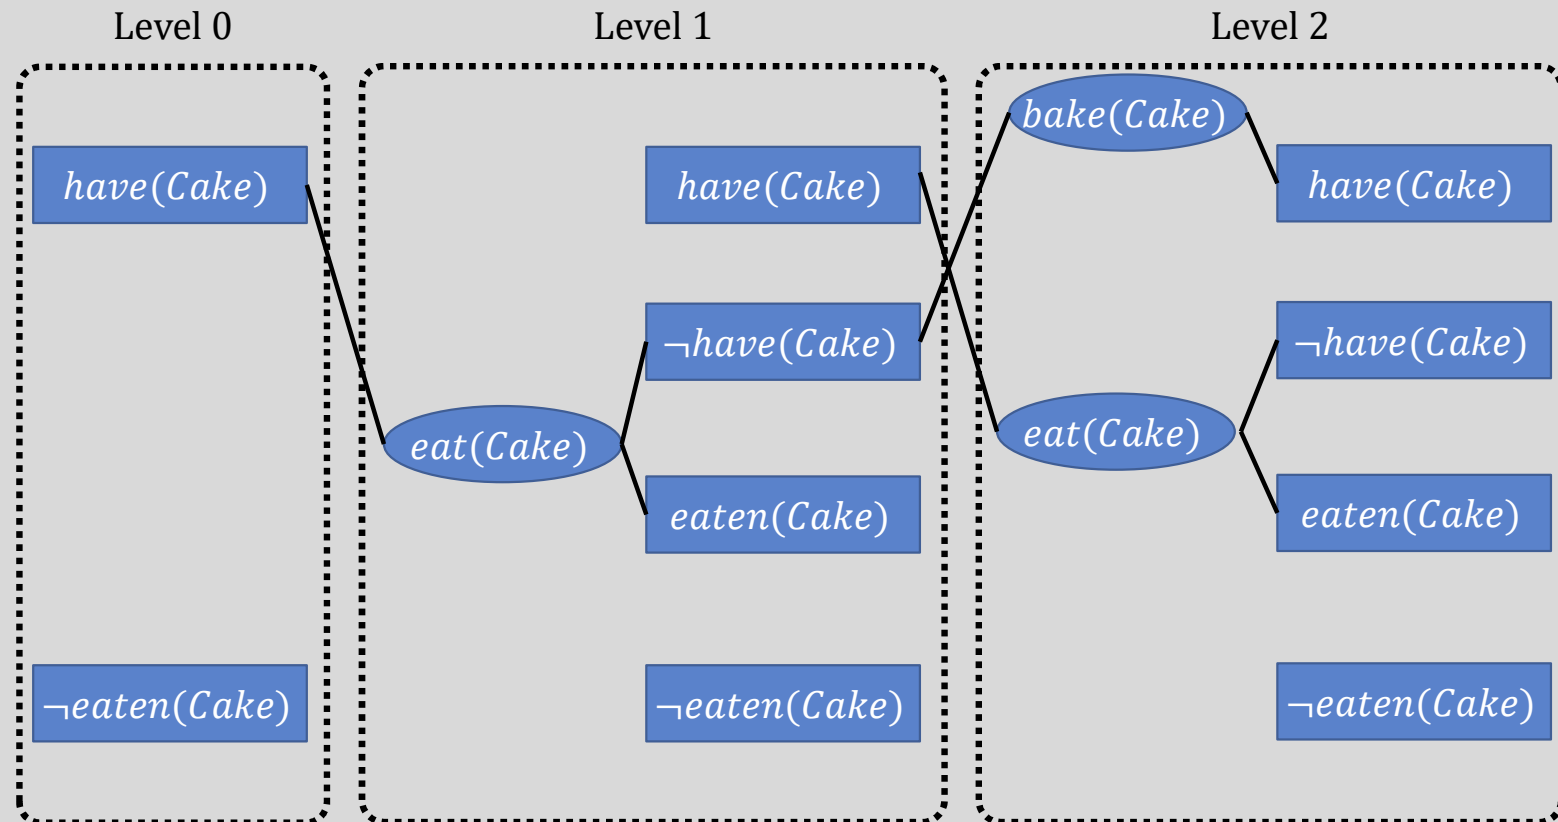 Level 0
Level 1
Level 2
bake(Cake)
have(Cake)
have(Cake)
have(Cake)
¬have(Cake)
¬have(Cake)
eat(Cake)
eat(Cake)
eaten(Cake)
eaten(Cake)
¬eaten(Cake)
¬eaten(Cake)
¬eaten(Cake)